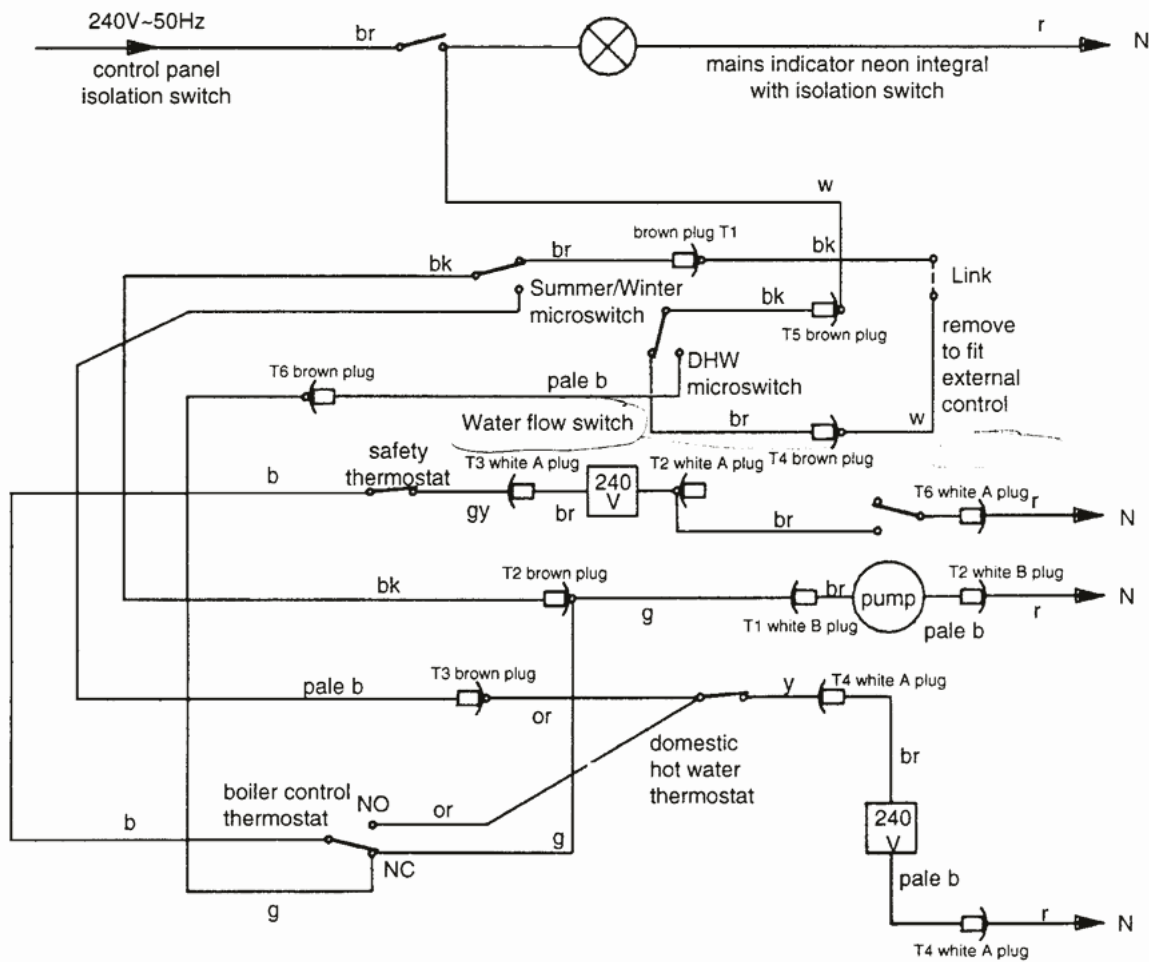 240V~50Hz
br
r
N
control panel
isolation switch
mains indicator neon integral
with isolation switch
w
brown plug T1
br
bk
bk
Link
Summer/Winter
microswitch
bk
T5 brown plug
remove
to fit
external
control
T6 brown plug
pale b
DHW
microswitch
Water flow switch
br
w
T4 brown plug
safety
thermostat
b
T3 white A plug
T2 white A plug
240
V
gy
br
br
T6 white A plug
r
N
bk
T2 brown plug
g
br
pump
T2 white B plug
N
T1 white B plug
pale b
r
pale b
T3 brown plug
or
y
T4 white A plug
domestic
hot water
thermostat
br
boiler control
thermostat
NO
or
b
g
NC
240
V
pale b
g
r
N
T4 white A plug